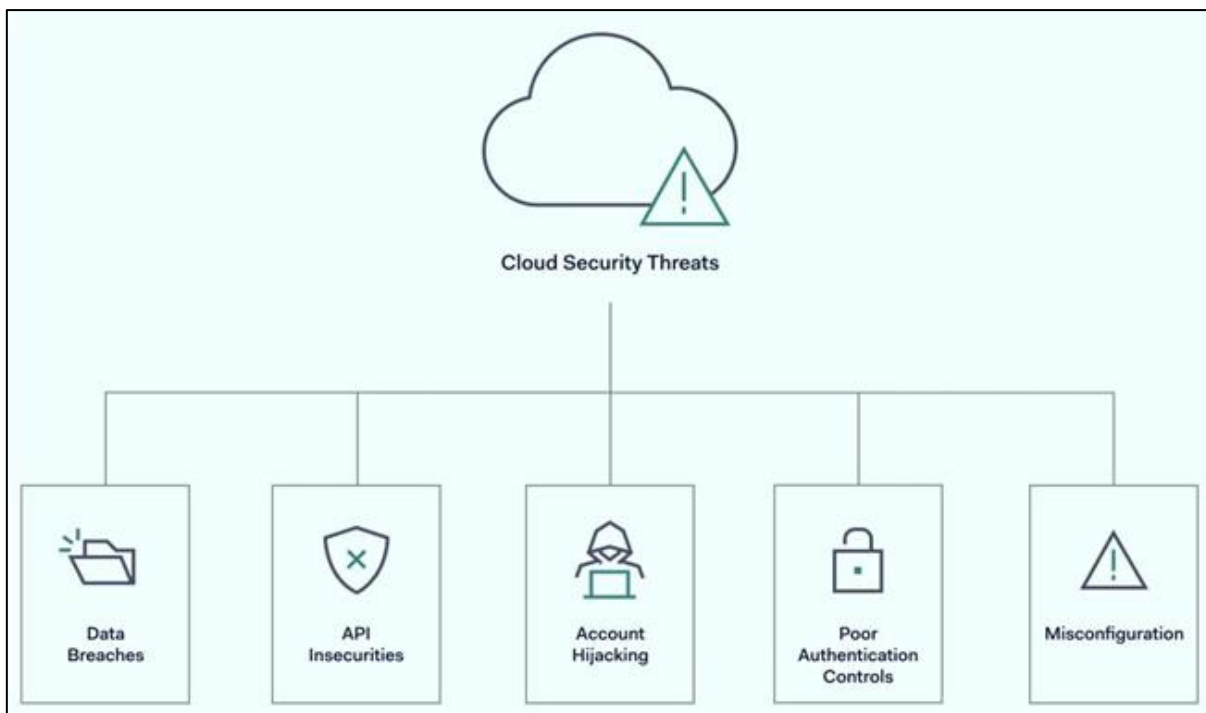 Cloud Security Threats
Data
Breaches
API
Insecurities
Account
Hijacking
Poor
Authentication
Controls
Misconfiguration